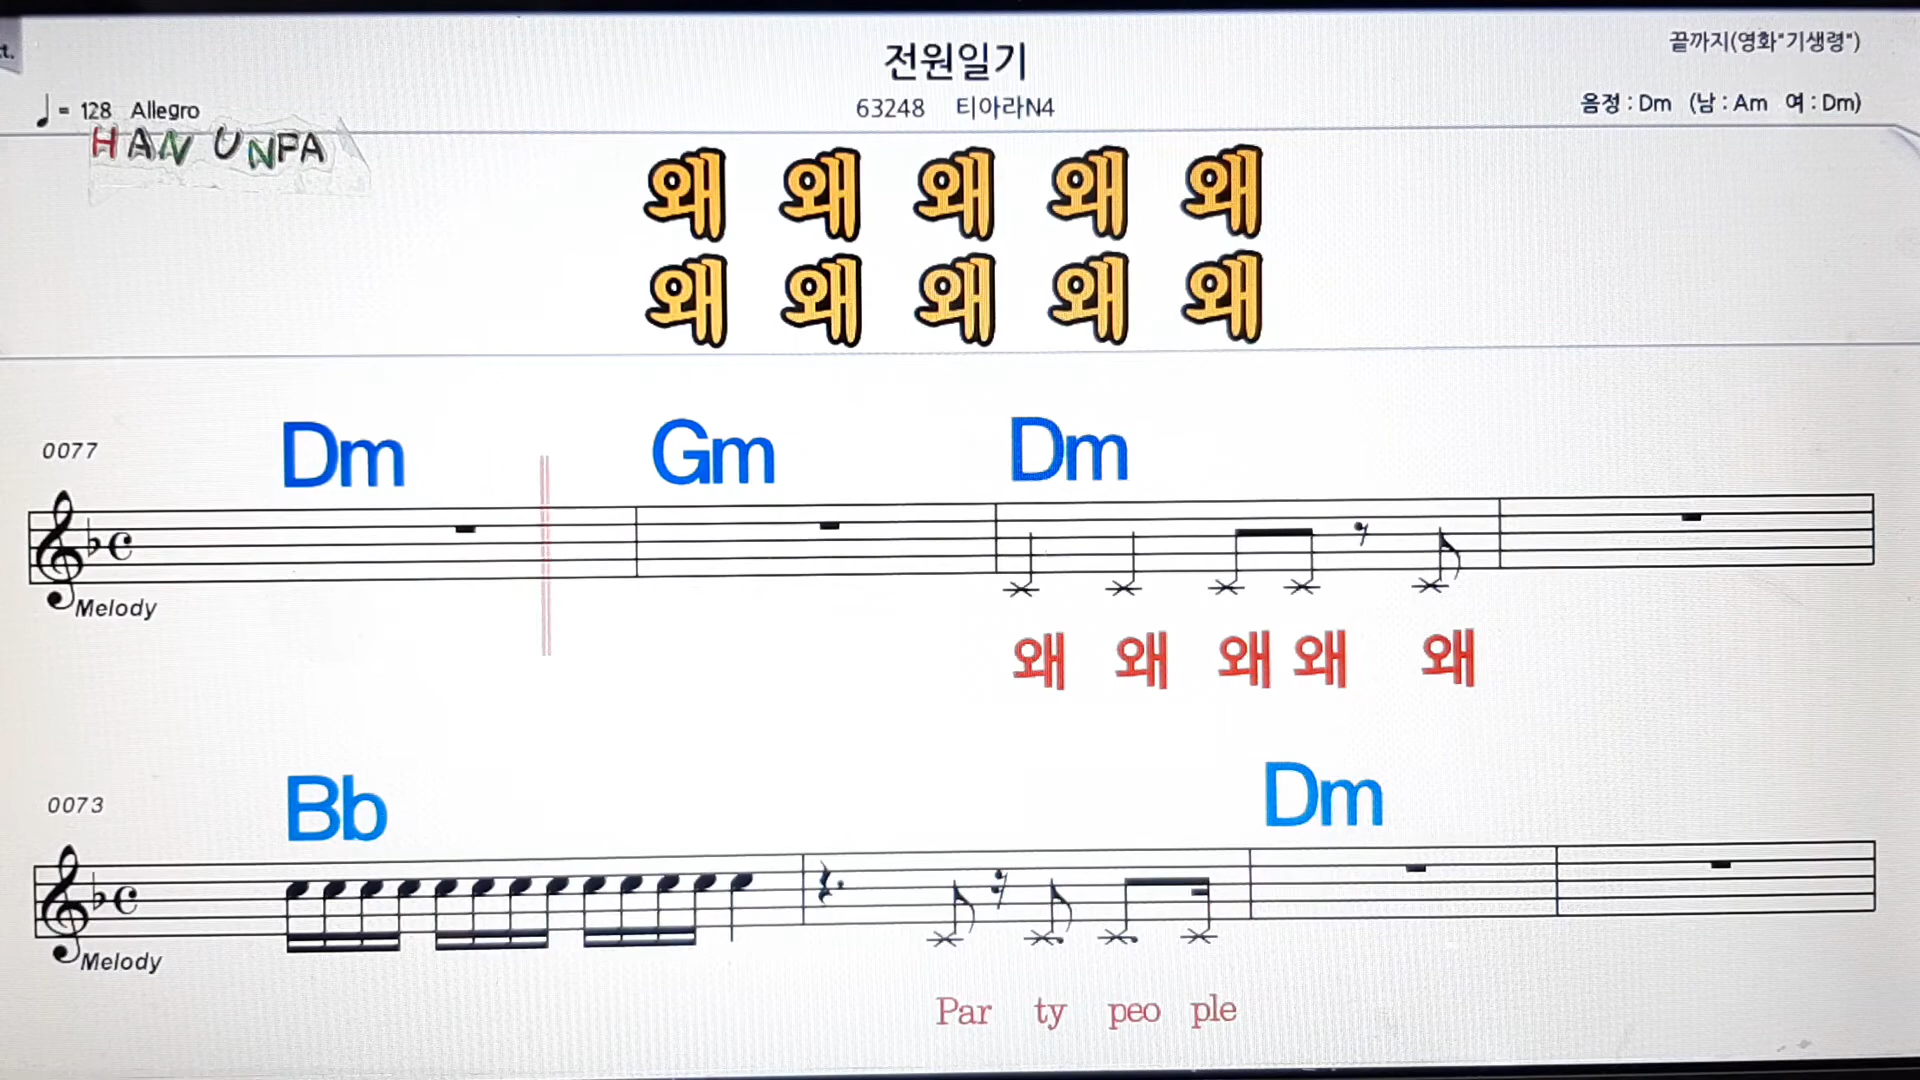 t.
전원일기
끝까지(영화"기생령")
= 128 Allegro
63248 티아라N4
음정 : Dm (남 : Am 여 : Dm)
HAN UNPA
왜 왜 왜 왜 왜
왜 왜 왜 왜 왜
0077 Dm Gm Dm
Melody
왜 왜 왜 왜 왜
0073 Bb Dm
Melody
Par ty peo ple